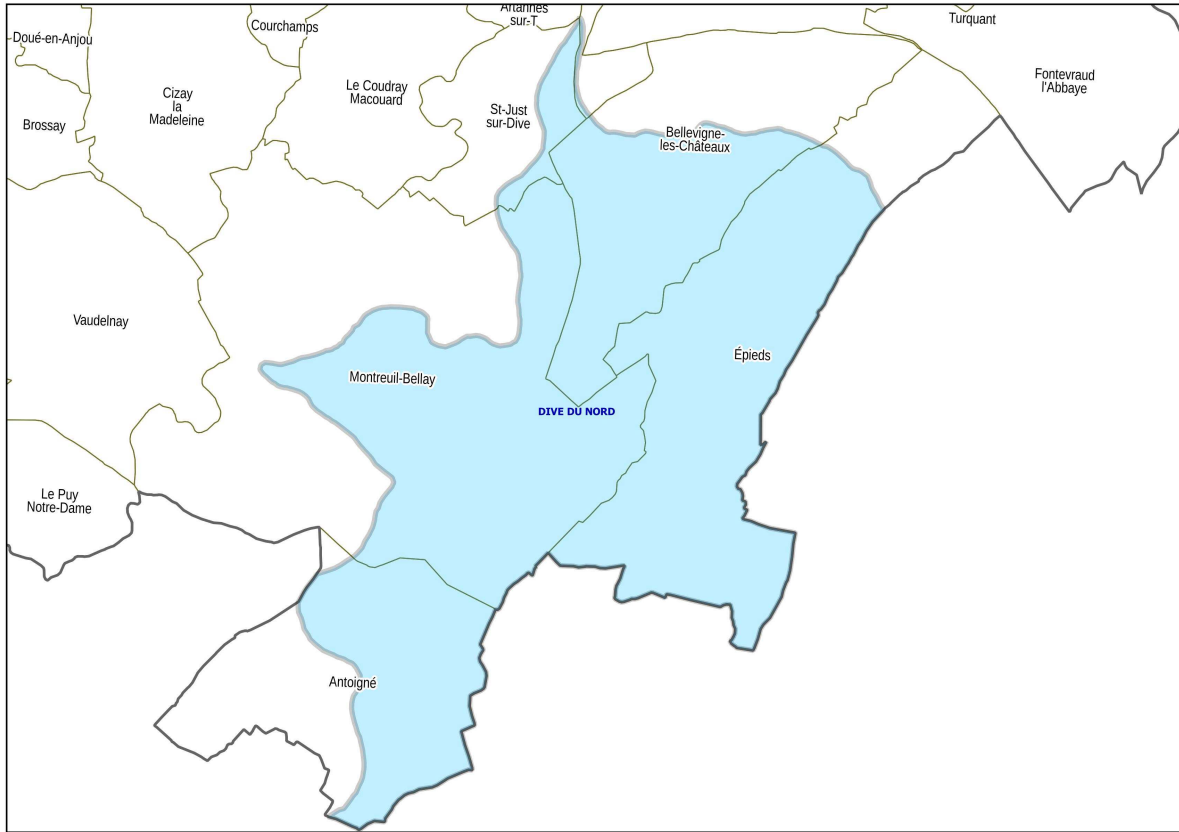 Artannes
sur-T
Turquant
Courchamps
Doué-en-Anjou
Fontevraud
l'Abbaye
Cizay
la
Madeleine
Le Coudray
Macouard
St-Just
sur-Dive
Brossay
Bellevigne-
les-Châteaux
Vaudelnay
Épieds
Montreuil-Bellay
DIVE DU NORD
Le Puy
Notre-Dame
Antoigné